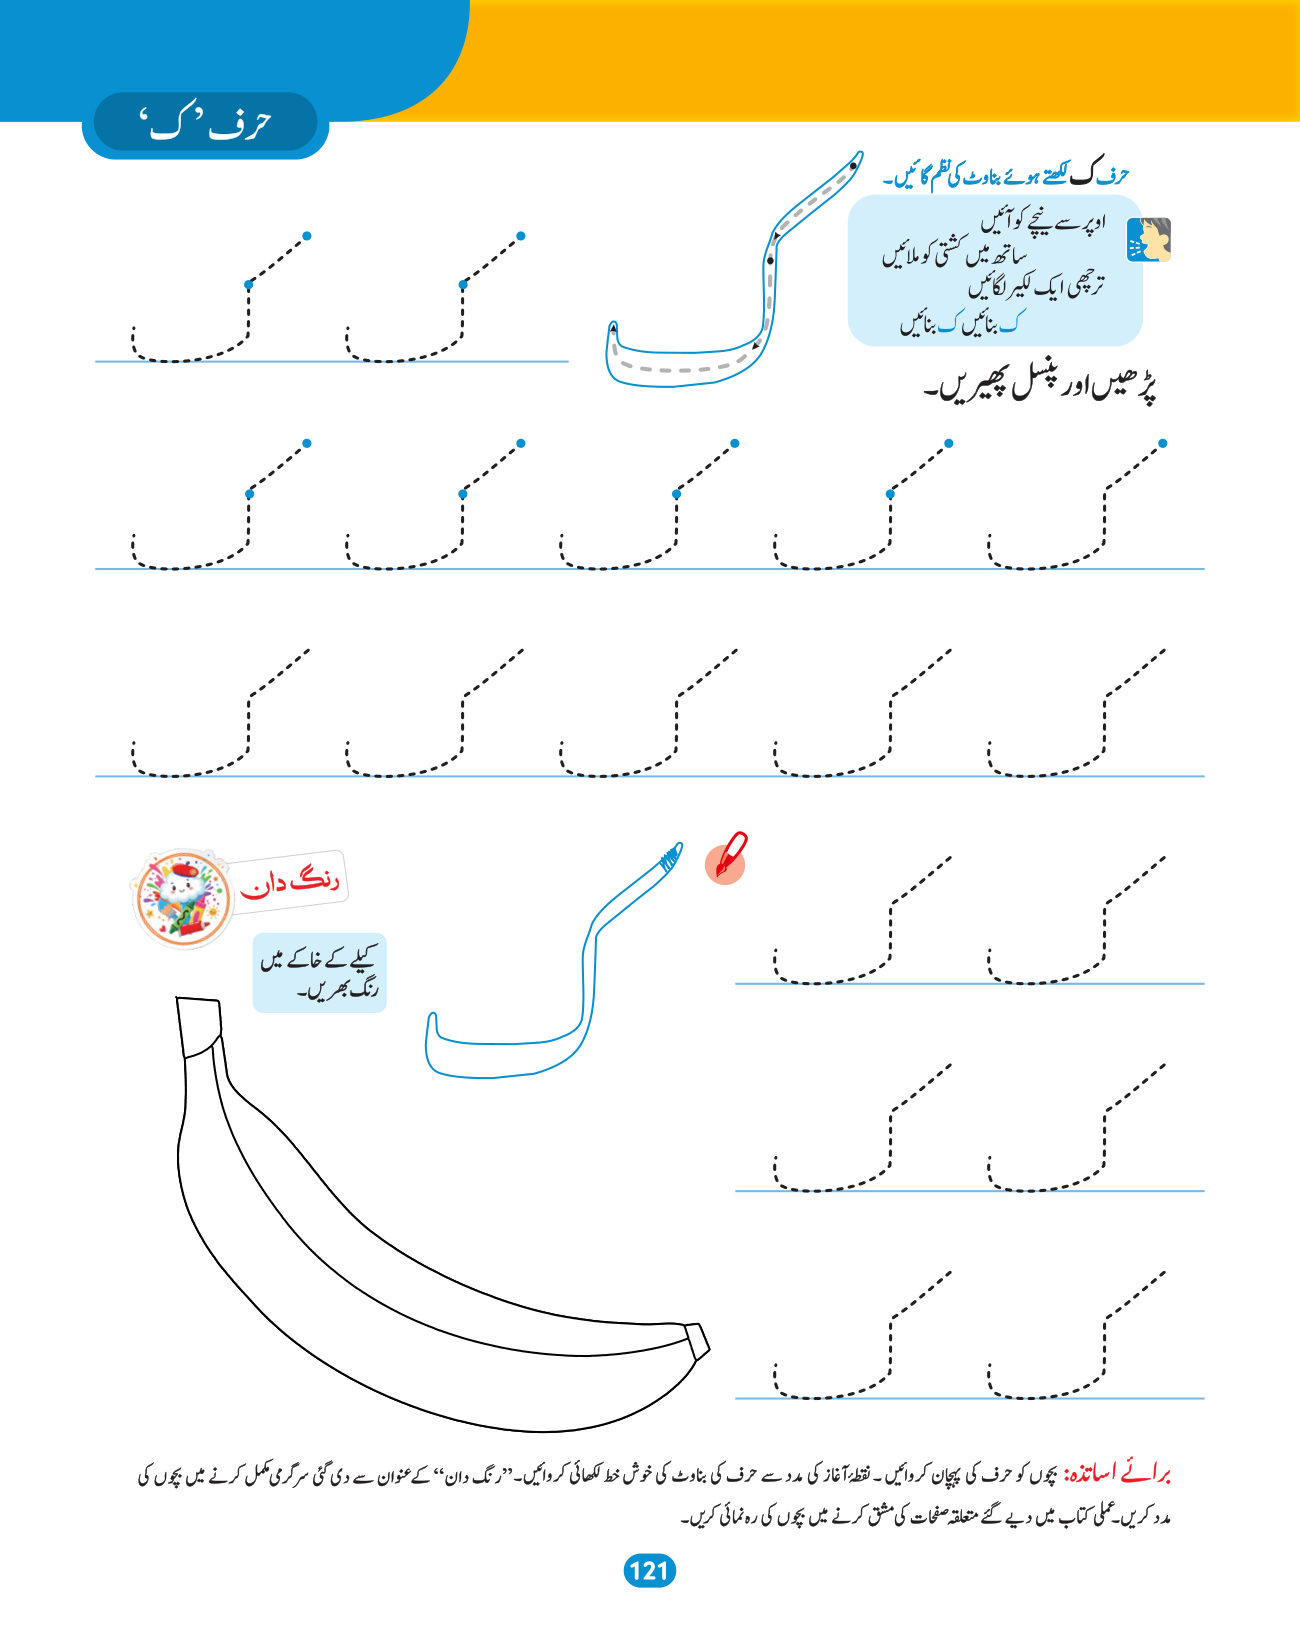 حرف ’ک‘
حرف ک لکھتے ہوئے بناوٹ کی نظم گائیں۔
اوپر سے نیچے کو آئیں
ساتھ میں کشتی کو ملائیں
ترچھی ایک لکیر لگائیں
ک بنائیں ک بنائیں
پڑھیں اور پنسل پھیریں۔
رنگ دان
کیلے کے خاکے میں
رنگ بھریں۔
برائے اساتذہ: بچوں کو حرف کی پہچان کروائیں۔ نقطۂ آغاز کی مدد سے حرف کی بناوٹ کی خوش خط لکھائی کروائیں۔ ”رنگ دان“ کے عنوان سے دی گئی سرگرمی مکمل کرنے میں بچوں کی
مدد کریں۔ عملی کتاب میں دیے گئے متعلقہ صفحات کی مشق کرنے میں بچوں کی رہ نمائی کریں۔
121